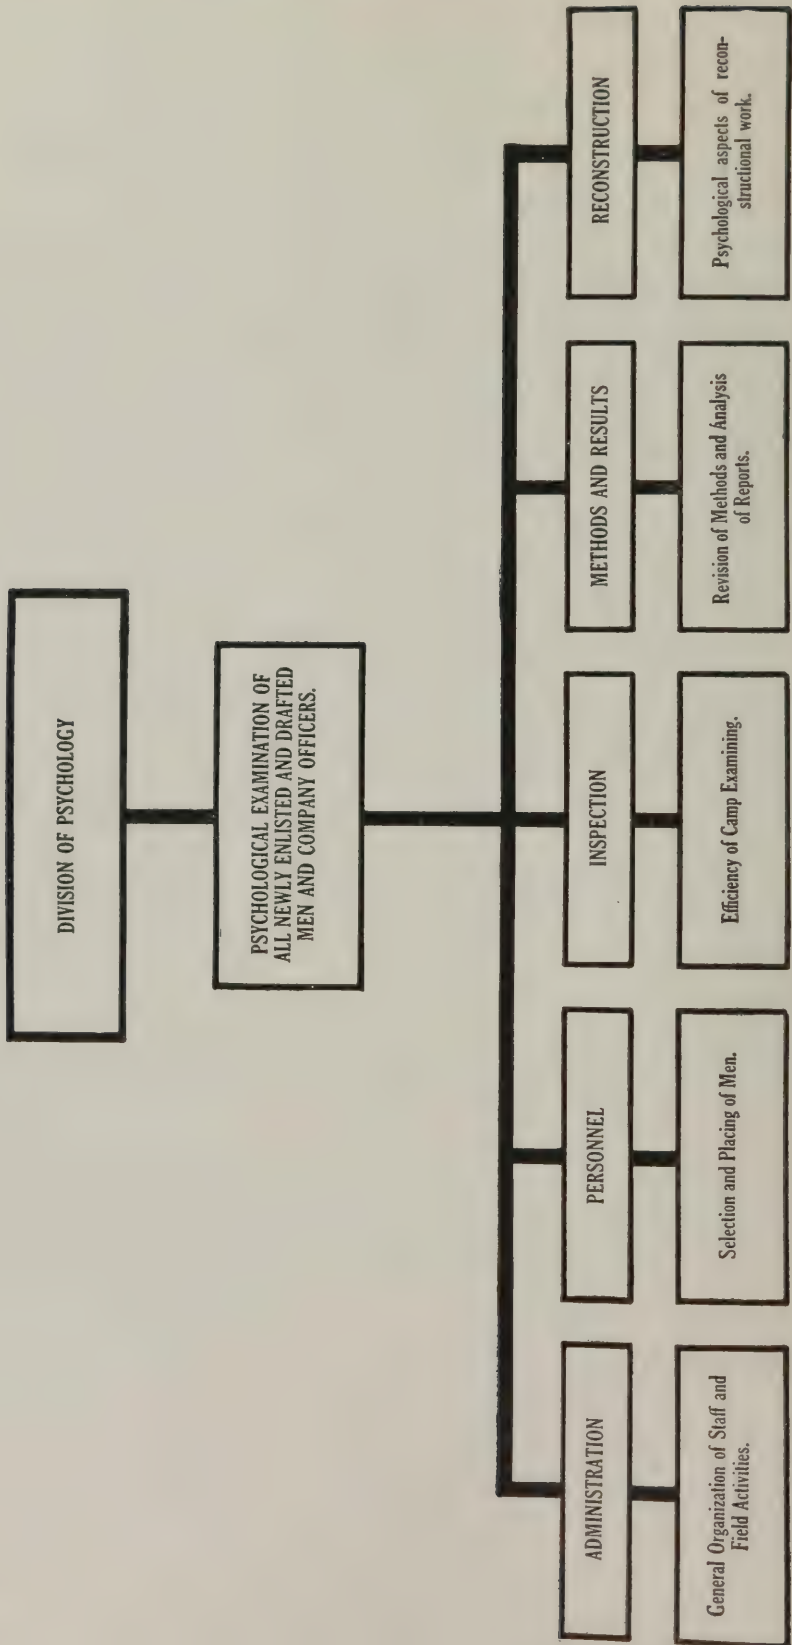 DIVISION OF PSYCHOLOGY
PSYCHOLOGICAL EXAMINATION OF
ALL NEWLY ENLISTED AND DRAFTED
MEN AND COMPANY OFFICERS.
ADMINISTRATION
General Organization of Staff and
Field Activities.
PERSONNEL
Selection and Placing of Men.
INSPECTION
Efficiency of Camp Examining.
METHODS AND RESULTS
Revision of Methods and Analysis
of Reports.
RECONSTRUCTION
Psychological aspects of recon-
structional work.